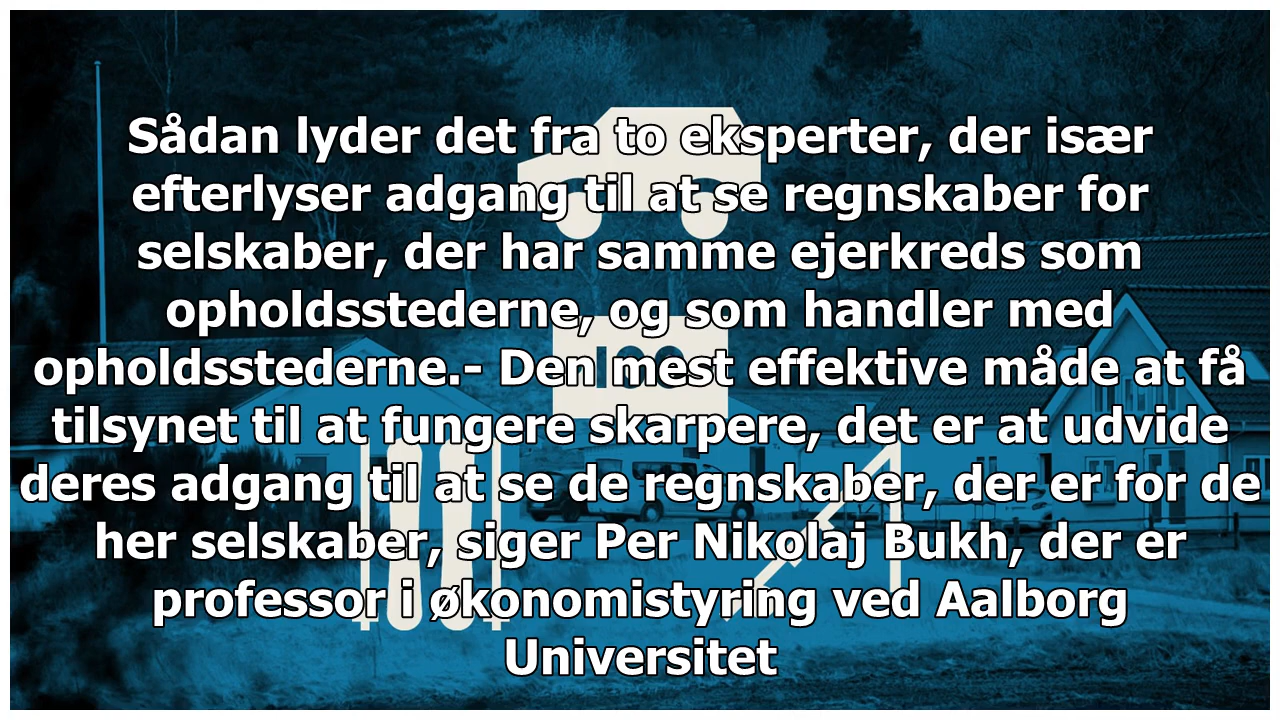 Sådan lyder det fra to eksperter, der især
efterlyser adgang til at se regnskaber for
selskaber, der har samme ejerkreds som
opholdsstederne, og som handler med
opholdsstederne.- Den mest effektive måde at få
tilsynet til at fungere skarpere, det er at udvide
deres adgang til at se de regnskaber, der er for de
her selskaber, siger Per Nikolaj Bukh, der er
professor i økonomistyring ved Aalborg
Universitet